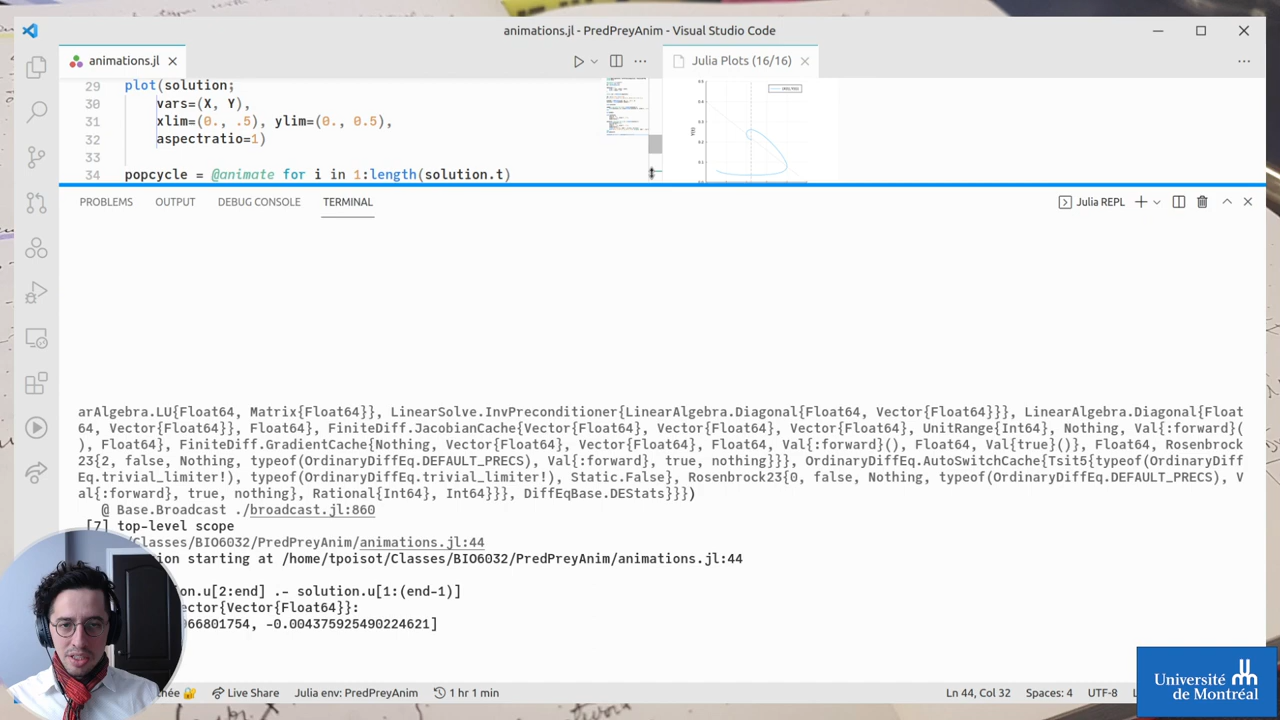 animations.jl - PredPreyAnim - Visual Studio Code
animations.jl
Julia Plots (16/16)
29 plot(solution;
30 vars=(X, Y),
31 xlim=(0., .5), ylim=(0., 0.5),
32 aspectratio=1)
33
34 popcycle = @animate for i in 1:length(solution.t)
PROBLEMS OUTPUT DEBUG CONSOLE TERMINAL
Julia REPL
arAlgebra.LU{Float64, Matrix{Float64}}, LinearSolve.InvPreconditioner{LinearAlgebra.Diagonal{Float64, Vector{Float64}}}, LinearAlgebra.Diagonal{Float
64, Vector{Float64}}, Float64}, FiniteDiff.JacobianCache{Vector{Float64}, Vector{Float64}, Vector{Float64}, UnitRange{Int64}, Nothing, Val{:forward}(
), Float64}, FiniteDiff.GradientCache{Nothing, Vector{Float64}, Vector{Float64}, Float64, Val{:forward}(), Float64, Val{true}()}, Float64, Rosenbrock
23{2, false, Nothing, typeof(OrdinaryDiffEq.DEFAULT_PRECS), Val{:forward}, true, nothing}}}, OrdinaryDiffEq.AutoSwitchCache{Tsit5{typeof(OrdinaryDiff
Eq.trivial_limiter!), typeof(OrdinaryDiffEq.trivial_limiter!), Static.False}, Rosenbrock23{0, false, Nothing, typeof(OrdinaryDiffEq.DEFAULT_PRECS), V
al{:forward}, true, nothing}, Rational{Int64}, Int64}}}, DiffEqBase.DEStats}}})
@ Base.Broadcast ./broadcast.jl:860
[7] top-level scope
/Classes/BIO6032/PredPreyAnim/animations.jl:44
ion starting at /home/tpoisot/Classes/BIO6032/PredPreyAnim/animations.jl:44
on.u[2:end] .- solution.u[1:(end-1)]
ector{Vector{Float64}}:
066801754, -0.004375925490224621]
Live Share
Julia env: PredPreyAnim
1 hr 1 min
Ln 44, Col 32
Spaces: 4
UTF-8
Université
de Montréal